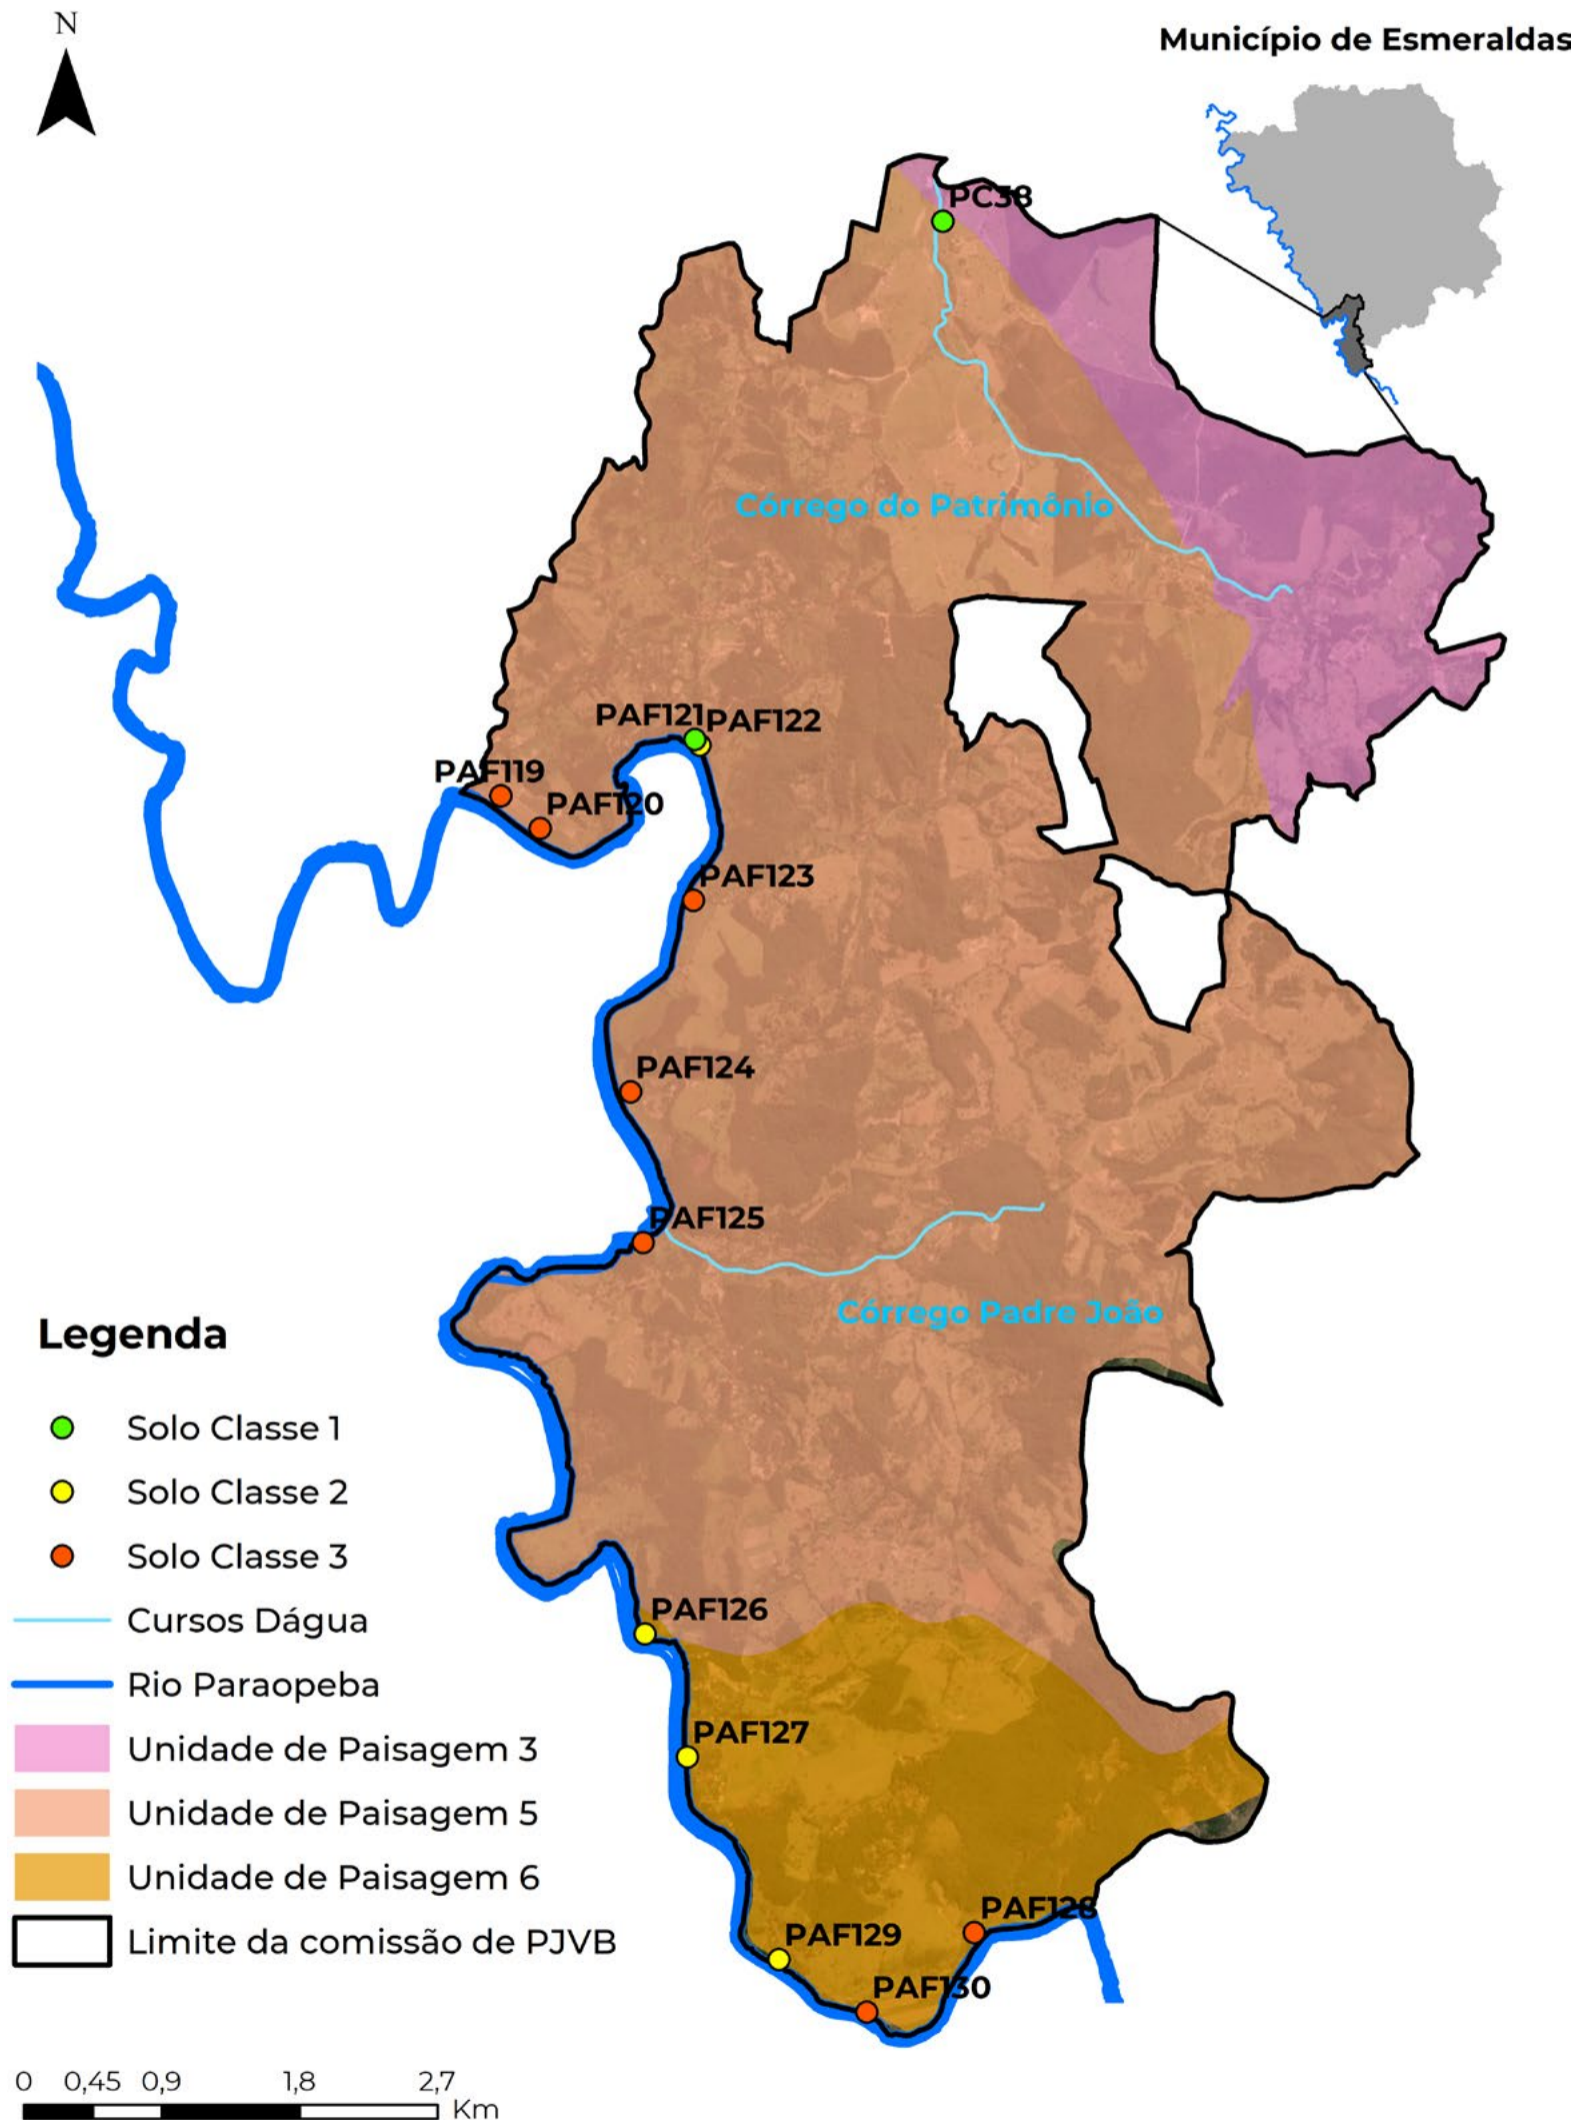 N
Município de Esmeraldas
PC38
Córrego do Patrimônio
PAF121
PAF122
PAF119
PAF120
PAF123
PAF124
PAF125
Córrego Padre João
Legenda
Solo Classe 1
Solo Classe 2
Solo Classe 3
Cursos Dágua
Rio Paraopeba
Unidade de Paisagem 3
Unidade de Paisagem 5
Unidade de Paisagem 6
Limite da comissão de PJVB
PAF126
PAF127
PAF128
PAF129
PAF130
0 0,45 0,9 1,8 2,7
Km